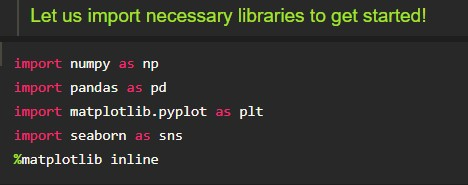 Let us import necessary libraries to get started!
import numpy as np
import pandas as pd
import matplotlib.pyplot as plt
import seaborn as sns
%matplotlib inline